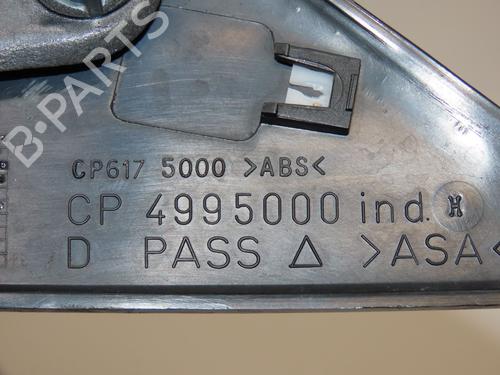 B-PARTS
CP617 5000 >ABS<
CP 4995000 ind. H
D PASS △ >ASA<